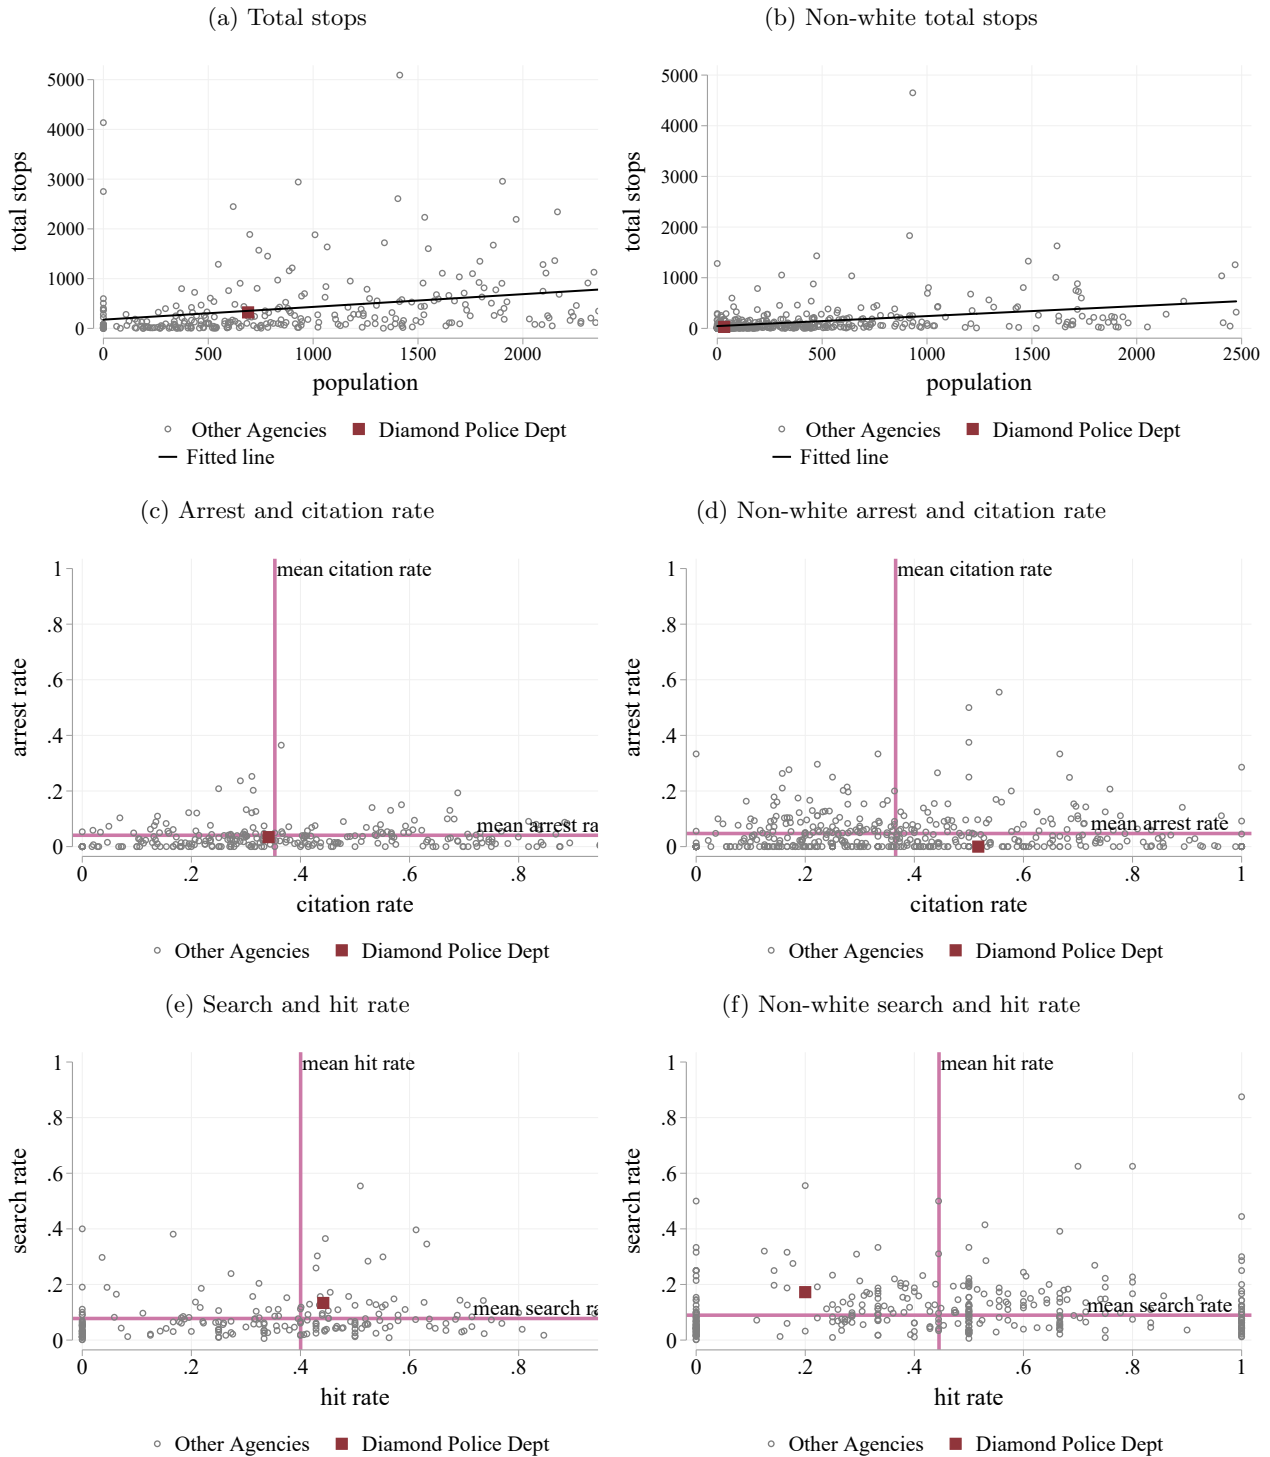 (a) Total stops
(b) Non-white total stops
total stops
5000
4000
3000
2000
1000
0
0 500 1000 1500 2000
population
Other Agencies Diamond Police Dept
Fitted line
total stops
5000
4000
3000
2000
1000
0
0 500 1000 1500 2000 2500
population
Other Agencies Diamond Police Dept
Fitted line
(c) Arrest and citation rate
(d) Non-white arrest and citation rate
arrest rate
1
.8
.6
.4
.2
0
mean citation rate
mean arrest ra
0 .2 .4 .6 .8
citation rate
Other Agencies Diamond Police Dept
arrest rate
1
.8
.6
.4
.2
0
mean citation rate
mean arrest rate
0 .2 .4 .6 .8 1
citation rate
Other Agencies Diamond Police Dept
(e) Search and hit rate
(f) Non-white search and hit rate
search rate
1
.8
.6
.4
.2
0
mean hit rate
mean search ra
0 .2 .4 .6 .8
hit rate
Other Agencies Diamond Police Dept
search rate
1
.8
.6
.4
.2
0
mean hit rate
mean search rate
0 .2 .4 .6 .8 1
hit rate
Other Agencies Diamond Police Dept